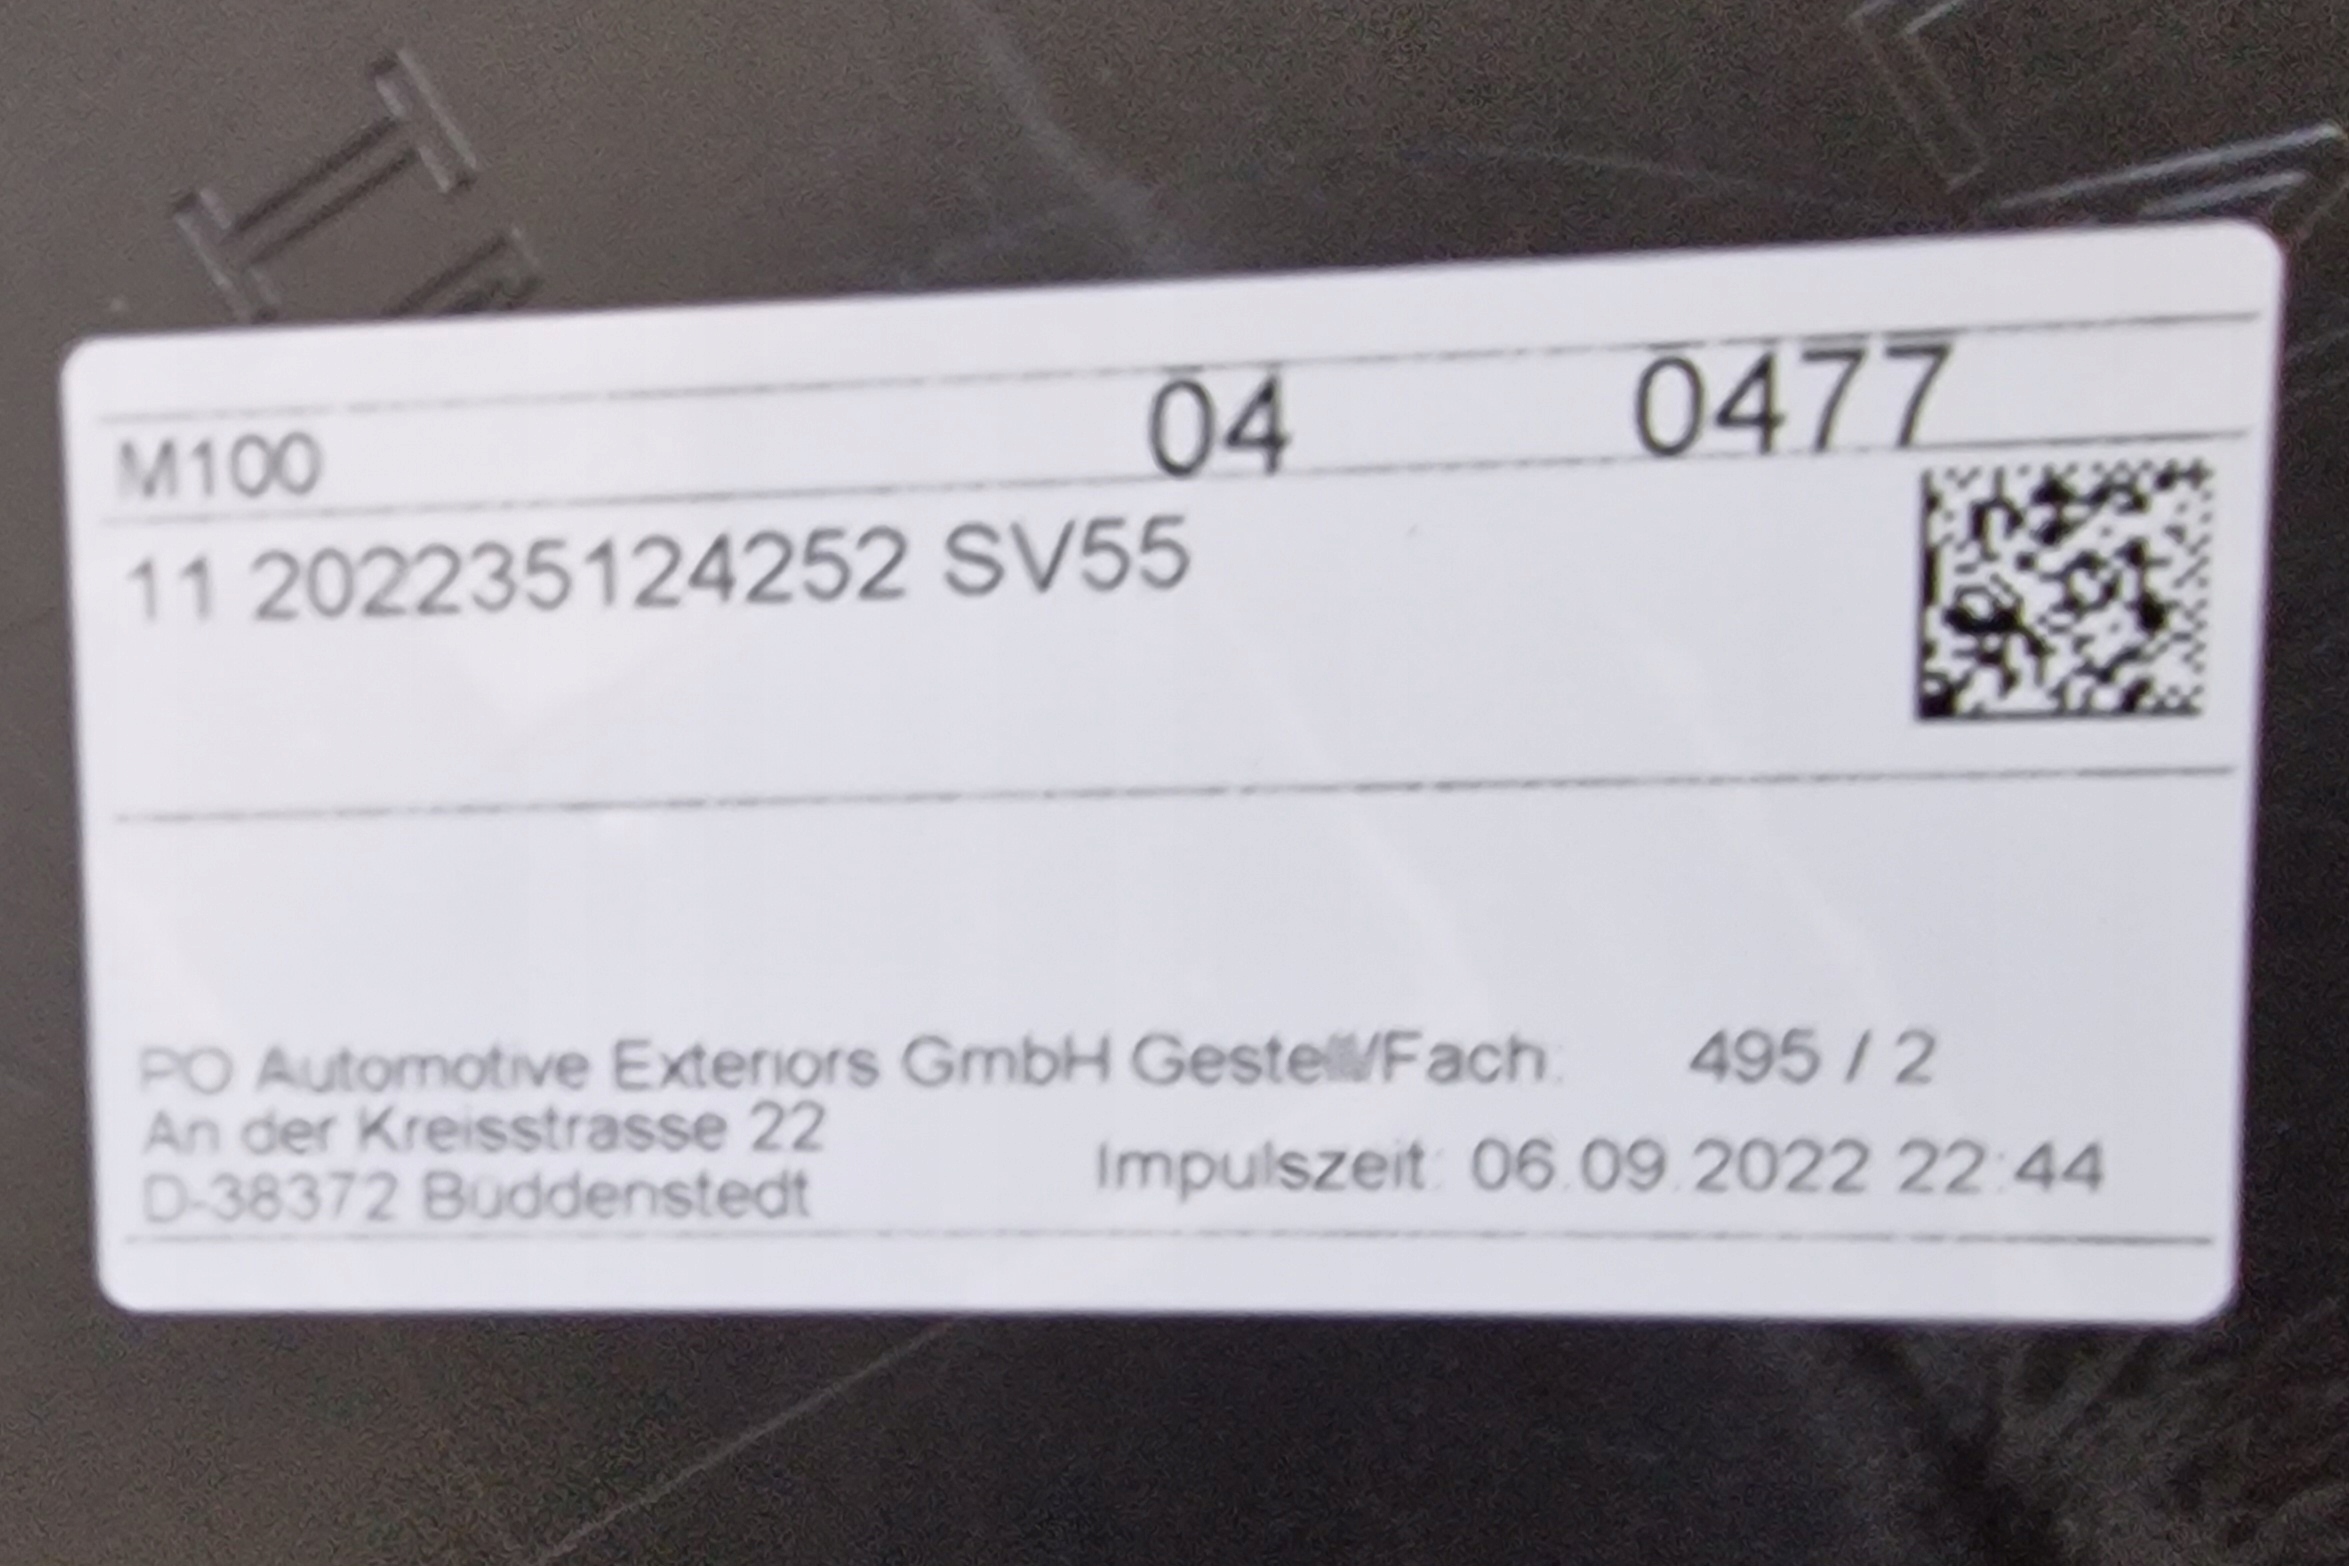 M100 04 0477
11 202235124252 SV55
PO Automotive Exteriors GmbH Gestell/Fach: 495 / 2
An der Kreisstrasse 22
Impulszeit: 06.09.2022 22:44
D-38372 Büddenstedt